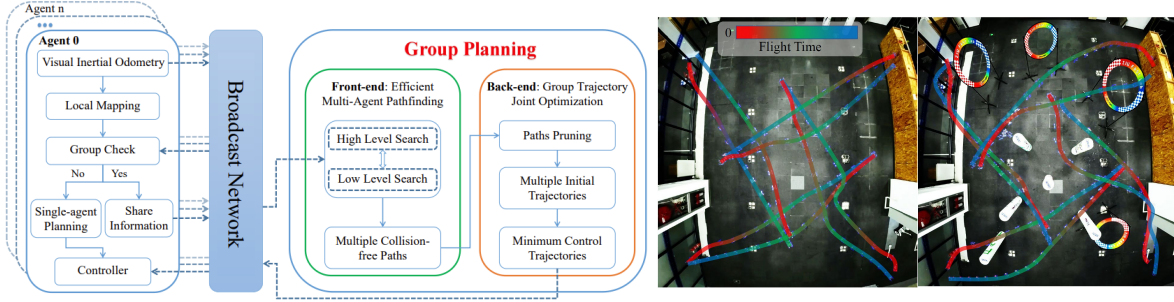 Agent n
Agent 0
Visual Inertial Odometry
Local Mapping
Group Check
No
Yes
Single-agent
Planning
Share
Information
Controller
Broadcast Network
Group Planning
Front-end: Efficient
Multi-Agent Pathfinding
High Level Search
Low Level Search
Multiple Collision-
free Paths
Back-end: Group Trajectory
Joint Optimization
Paths Pruning
Multiple Initial
Trajectories
Minimum Control
Trajectories
0
Flight Time